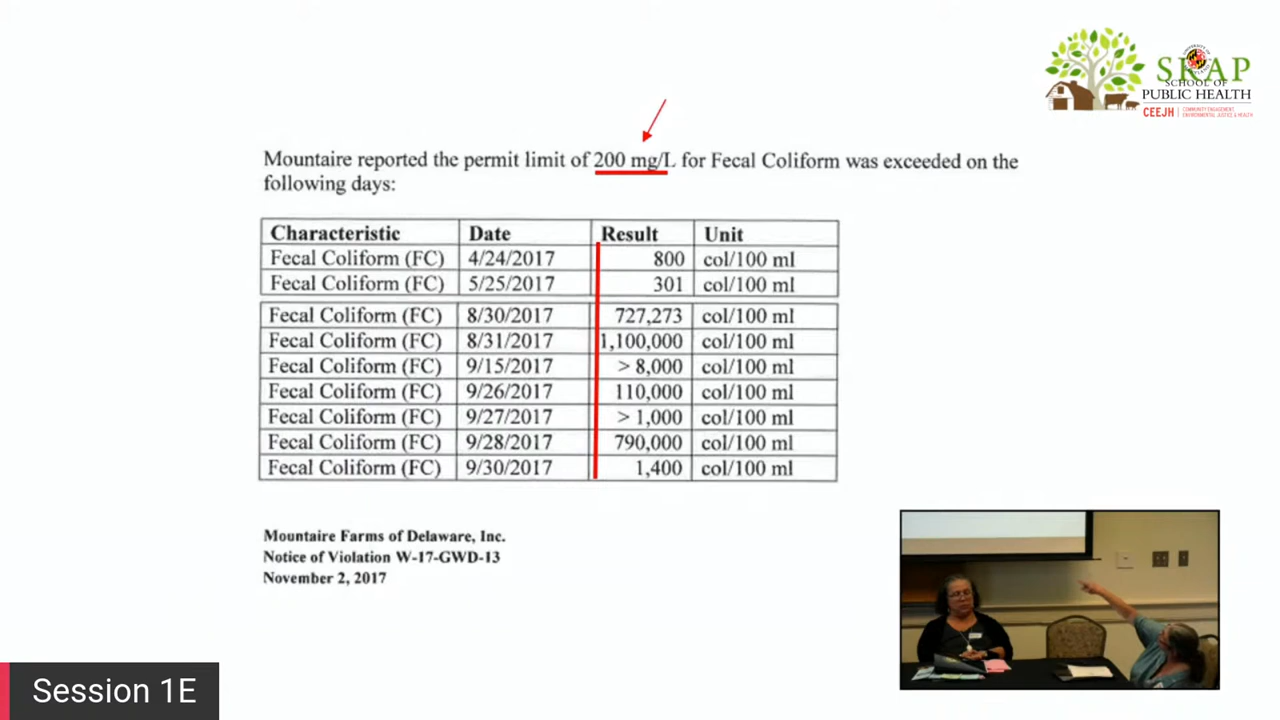 SKAP
SCHOOL OF
PUBLIC HEALTH
CEEJH
COMMUNITY ENGAGEMENT,
ENVIRONMENTAL JUSTICE & HEALTH
Mountaire reported the permit limit of 200 mg/L for Fecal Coliform was exceeded on the
following days:
Characteristic Date Result Unit
Fecal Coliform (FC) 4/24/2017 800 col/100 ml
Fecal Coliform (FC) 5/25/2017 301 col/100 ml
Fecal Coliform (FC) 8/30/2017 727,273 col/100 ml
Fecal Coliform (FC) 8/31/2017 1,100,000 col/100 ml
Fecal Coliform (FC) 9/15/2017 > 8,000 col/100 ml
Fecal Coliform (FC) 9/26/2017 110,000 col/100 ml
Fecal Coliform (FC) 9/27/2017 > 1,000 col/100 ml
Fecal Coliform (FC) 9/28/2017 790,000 col/100 ml
Fecal Coliform (FC) 9/30/2017 1,400 col/100 ml
Mountaire Farms of Delaware, Inc.
Notice of Violation W-17-GWD-13
November 2, 2017
Session 1E